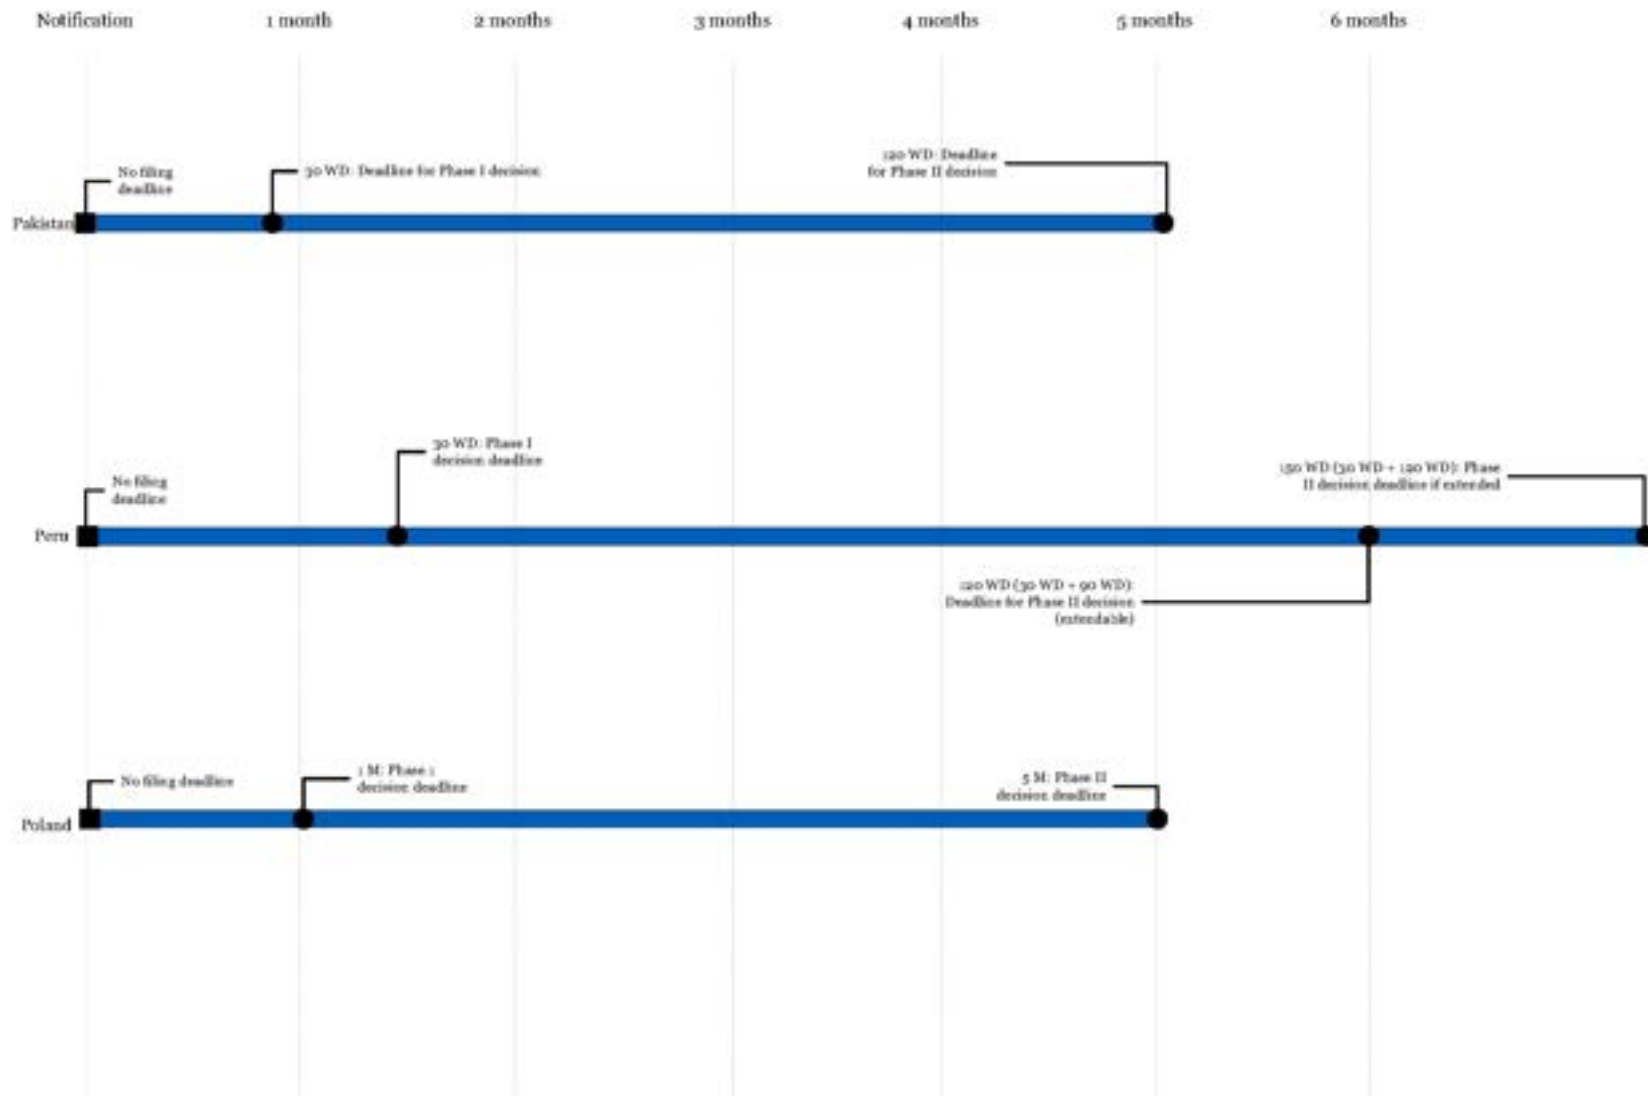 Notification 1 month 2 months 3 months 4 months 5 months 6 months
No filing
deadline
30 WD: Deadline for Phase I decision
120 WD: Deadline
for Phase II decision
Pakistan
30 WD: Phase I
decision deadline
No filing
deadline
150 WD (30 WD + 120 WD): Phase
II decision deadline if extended
Peru
120 WD (30 WD + 90 WD):
Deadline for Phase II decision
(extendable)
No filing deadline
1 M: Phase 1
decision deadline
5 M: Phase II
decision deadline
Poland